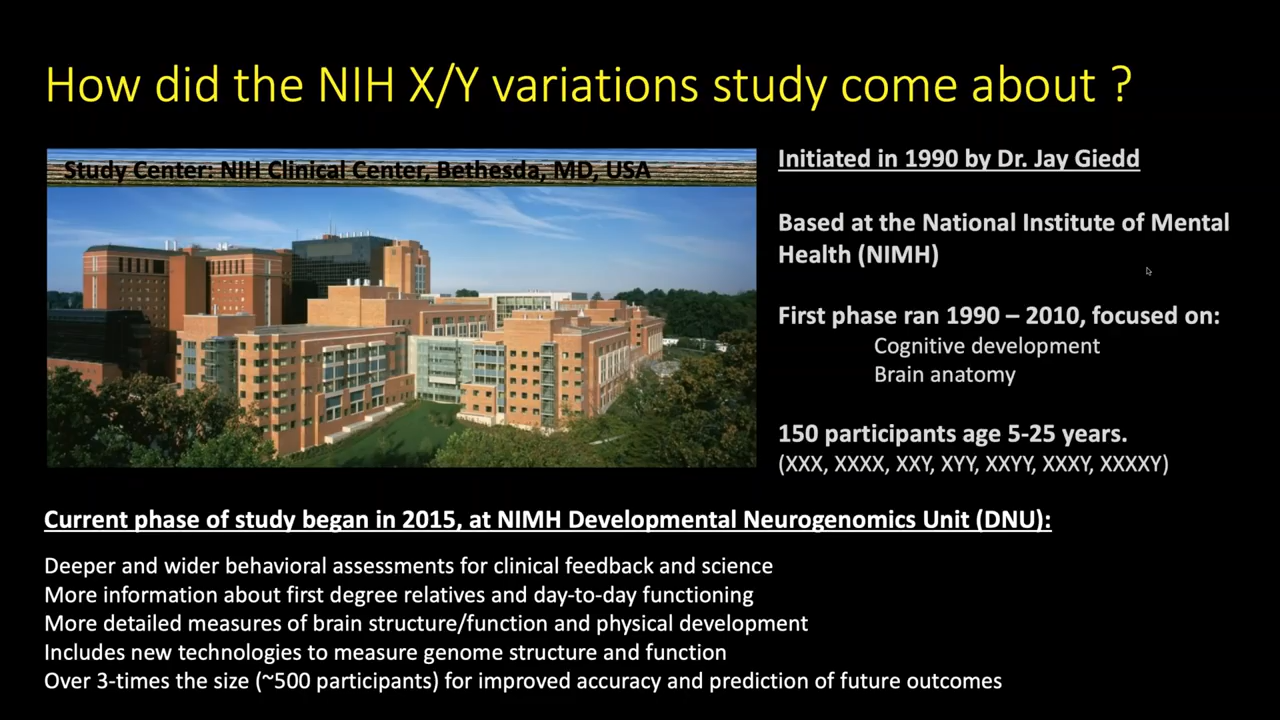 How did the NIH X/Y variations study come about ?
Study Center: NIH Clinical Center, Bethesda, MD, USA
Initiated in 1990 by Dr. Jay Giedd
Based at the National Institute of Mental
Health (NIMH)
First phase ran 1990 – 2010, focused on:
Cognitive development
Brain anatomy
150 participants age 5-25 years.
(XXX, XXXX, XXY, XYY, XXYY, XXXY, XXXXY)
Current phase of study began in 2015, at NIMH Developmental Neurogenomics Unit (DNU):
Deeper and wider behavioral assessments for clinical feedback and science
More information about first degree relatives and day-to-day functioning
More detailed measures of brain structure/function and physical development
Includes new technologies to measure genome structure and function
Over 3-times the size (~500 participants) for improved accuracy and prediction of future outcomes